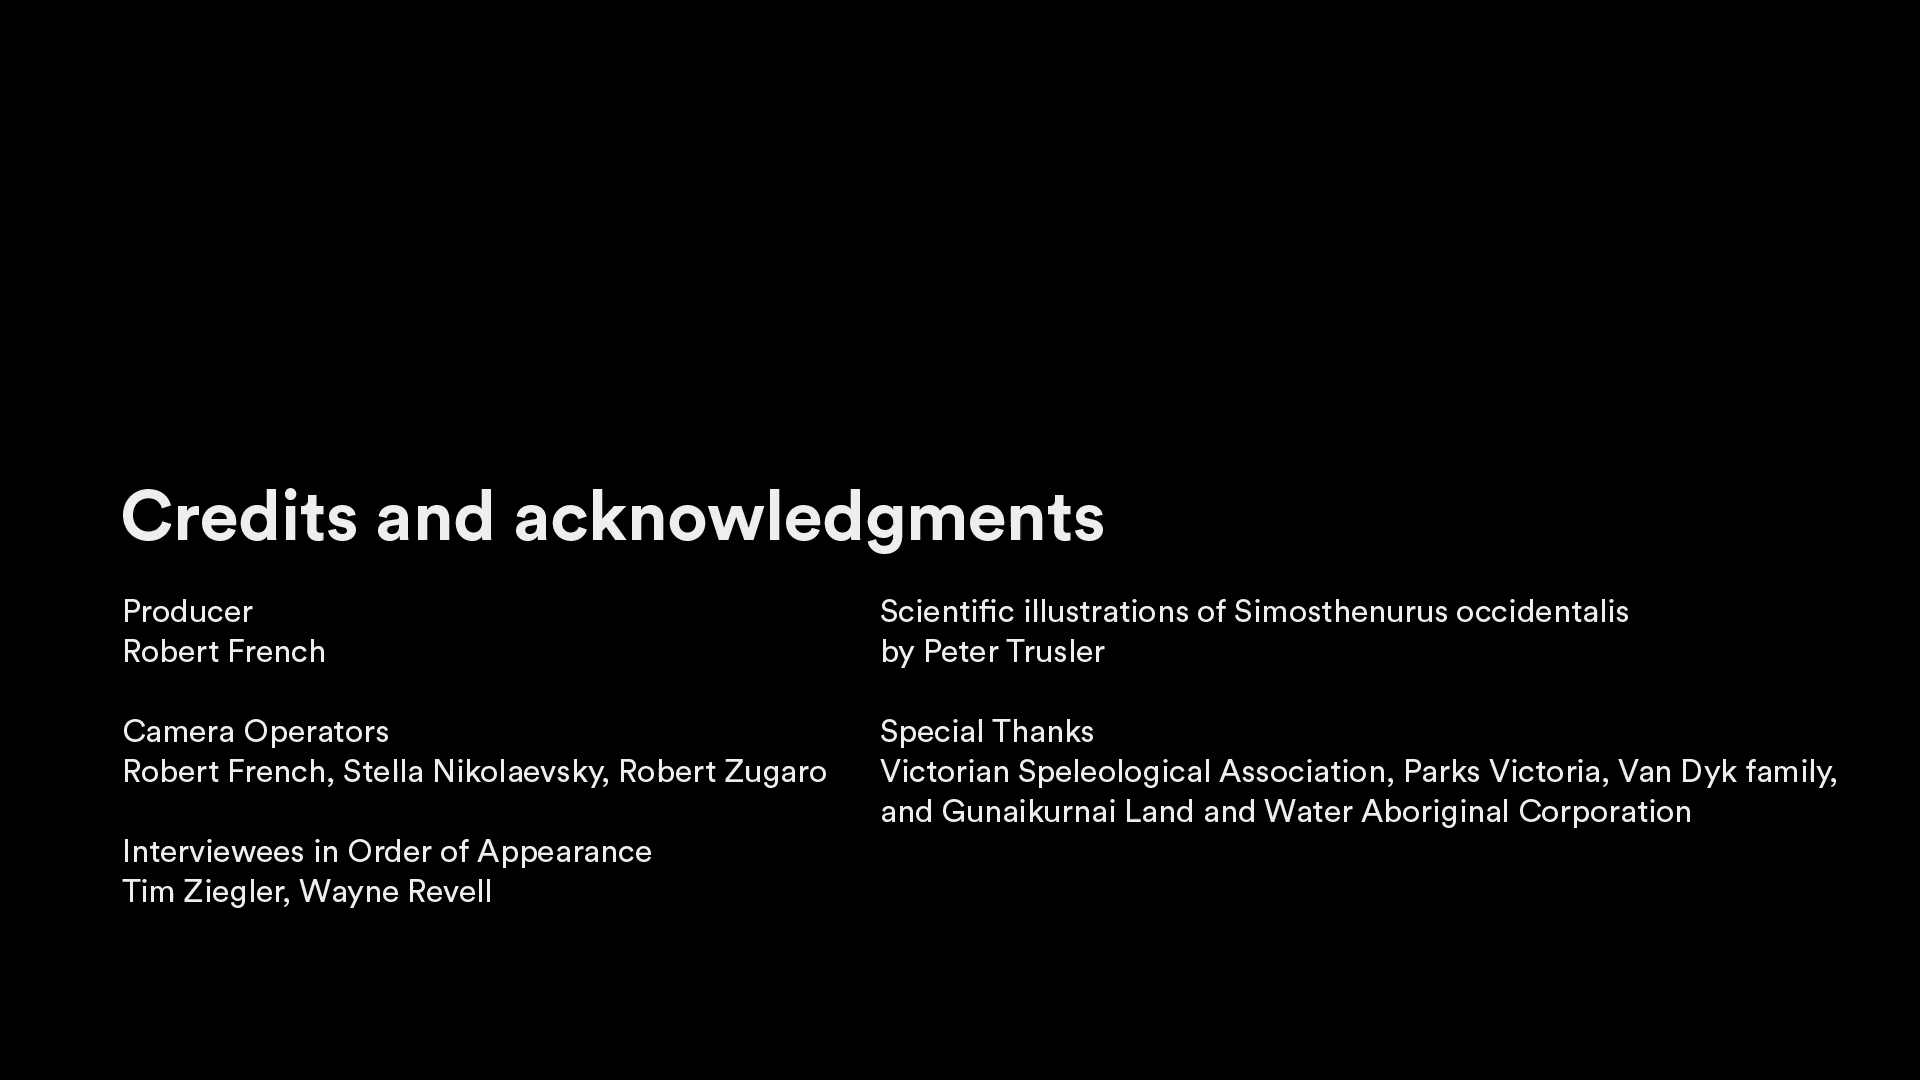 Credits and acknowledgments
Producer
Robert French
Camera Operators
Robert French, Stella Nikolaevsky, Robert Zugaro
Interviewees in Order of Appearance
Tim Ziegler, Wayne Revell
Scientific illustrations of Simosthenurus occidentalis
by Peter Trusler
Special Thanks
Victorian Speleological Association, Parks Victoria, Van Dyk family,
and Gunaikurnai Land and Water Aboriginal Corporation